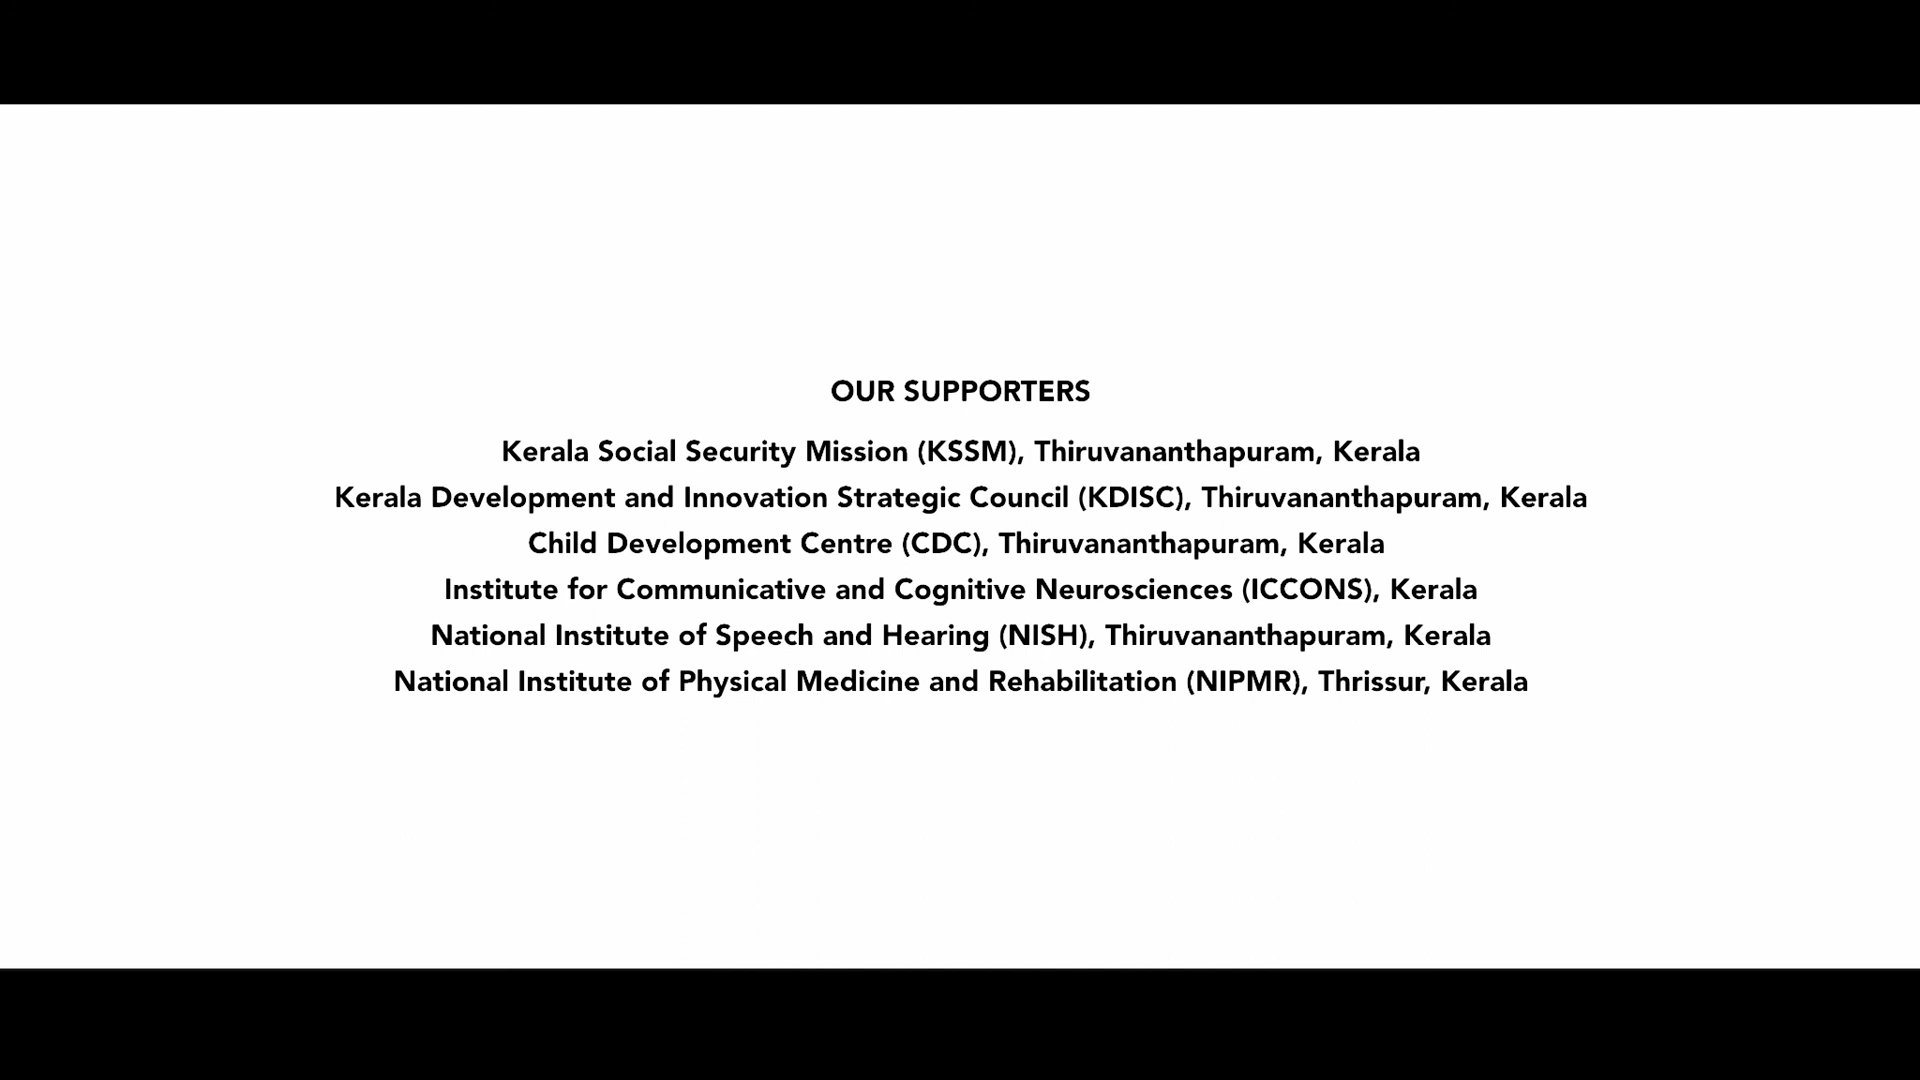 OUR SUPPORTERS
Kerala Social Security Mission (KSSM), Thiruvananthapuram, Kerala
Kerala Development and Innovation Strategic Council (KDISC), Thiruvananthapuram, Kerala
Child Development Centre (CDC), Thiruvananthapuram, Kerala
Institute for Communicative and Cognitive Neurosciences (ICCONS), Kerala
National Institute of Speech and Hearing (NISH), Thiruvananthapuram, Kerala
National Institute of Physical Medicine and Rehabilitation (NIPMR), Thrissur, Kerala